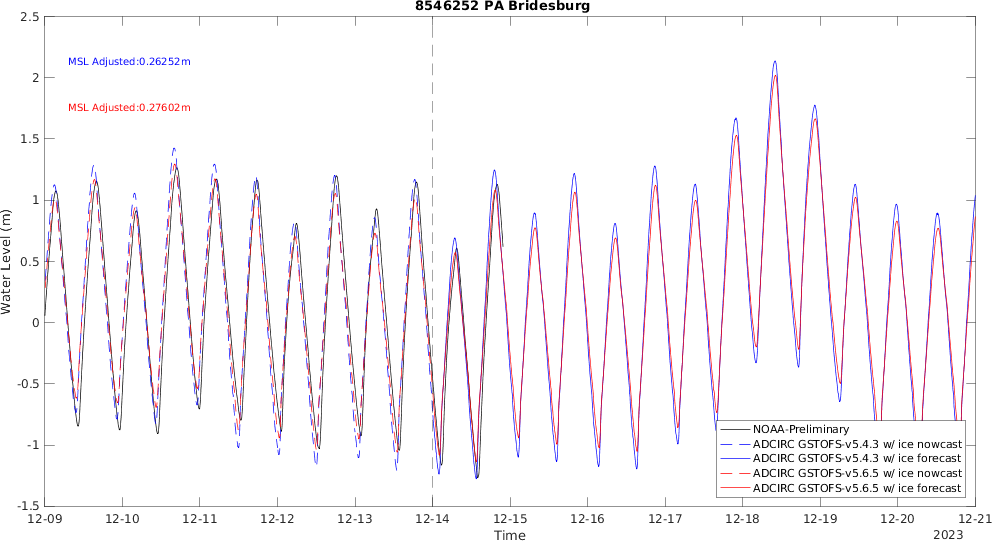 8546252 PA Bridesburg
2.5
2
1.5
1
0.5
0
-0.5
-1
-1.5
Water Level (m)
MSL Adjusted:0.26252m
MSL Adjusted:0.27602m
NOAA-Preliminary
ADCIRC GSTOFS-v5.4.3 w/ ice nowcast
ADCIRC GSTOFS-v5.4.3 w/ ice forecast
ADCIRC GSTOFS-v5.6.5 w/ ice nowcast
ADCIRC GSTOFS-v5.6.5 w/ ice forecast
12-09 12-10 12-11 12-12 12-13 12-14 12-15 12-16 12-17 12-18 12-19 12-20 12-21
Time
2023